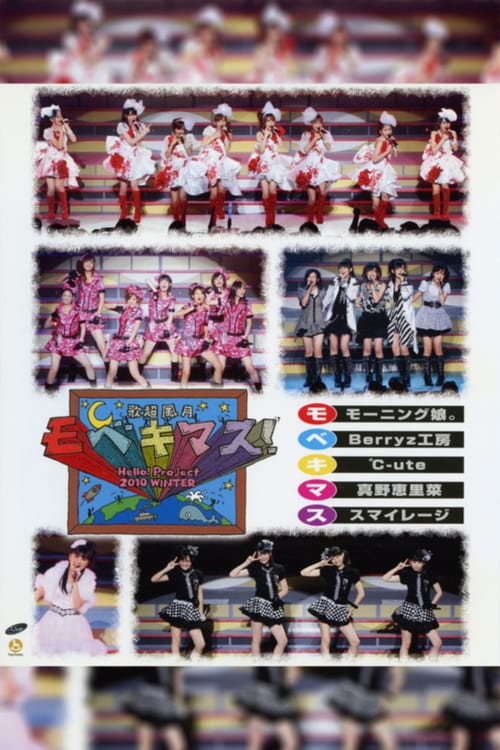 歌超風月
モベキマス!
Hello! Project
2010 WINTER
モ モーニング娘。
ベ Berryz工房
キ ℃-ute
マ 真野恵里菜
ス スマイレージ